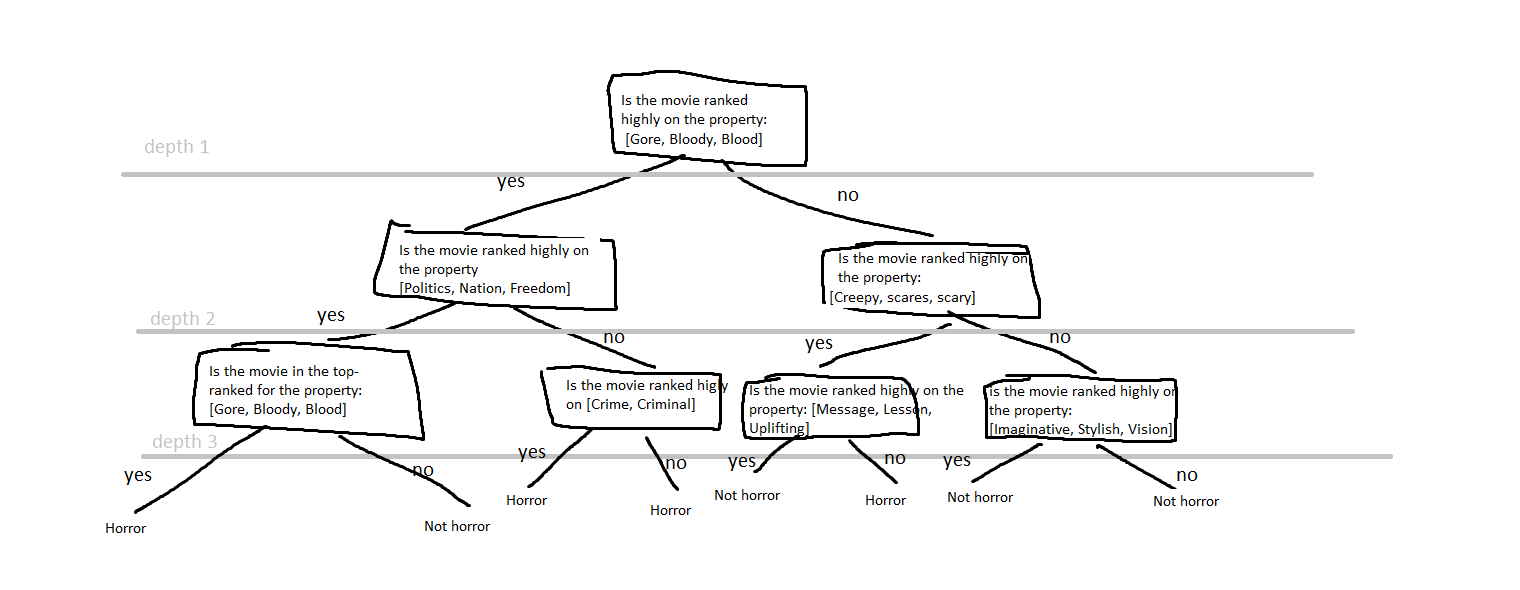 Is the movie ranked
highly on the property:
[Gore, Bloody, Blood]
depth 1
yes
no
Is the movie ranked highly on
the property
[Politics, Nation, Freedom]
Is the movie ranked highly on
the property:
[Creepy, scares, scary]
depth 2
yes
no
yes
no
Is the movie in the top-
ranked for the property:
[Gore, Bloody, Blood]
Is the movie ranked higly
on [Crime, Criminal]
Is the movie ranked highly on the
property: [Message, Lesson,
Uplifting]
Is the movie ranked highly on
the property:
[Imaginative, Stylish, Vision]
depth 3
yes
no
yes
no
yes
no
yes
no
Horror
Not horror
Horror
Horror
Not horror
Horror
Not horror
Not horror